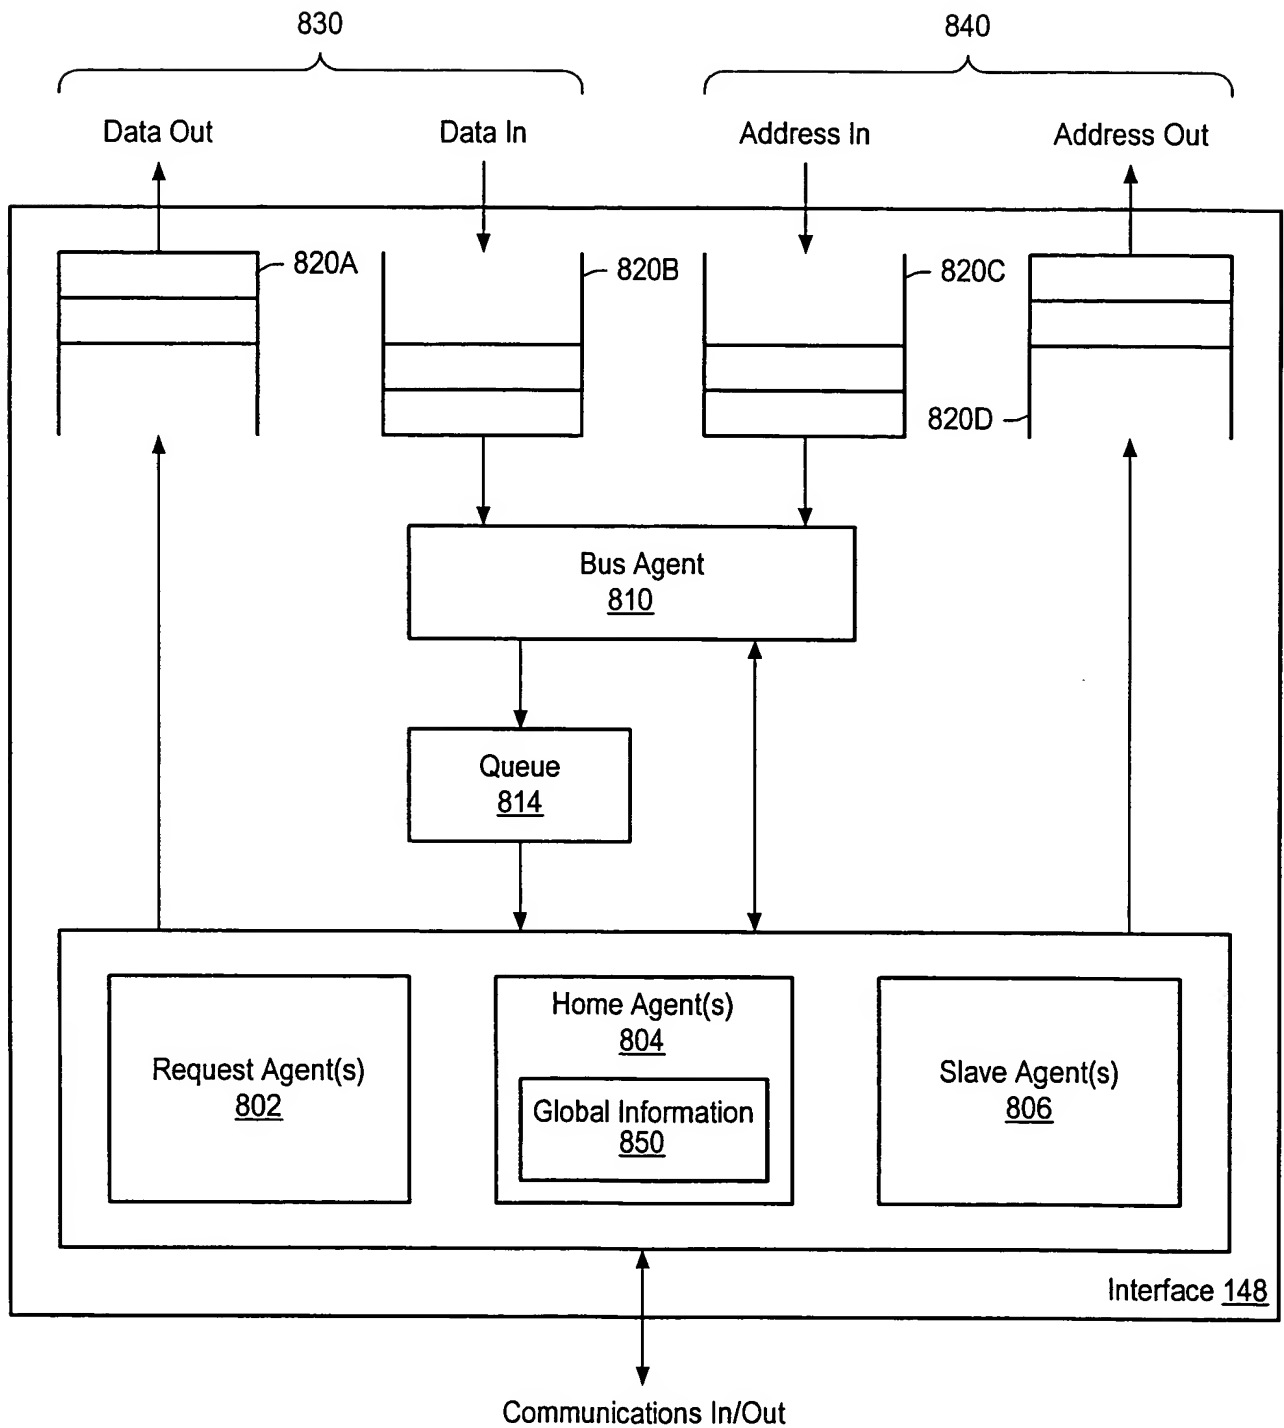 830
840
Data Out
Data In
Address In
Address Out
820A
820B
820C
820D
Bus Agent
810
Queue
814
Home Agent(s)
804
Request Agent(s)
802
Slave Agent(s)
806
Global Information
850
Interface 148
Communications In/Out